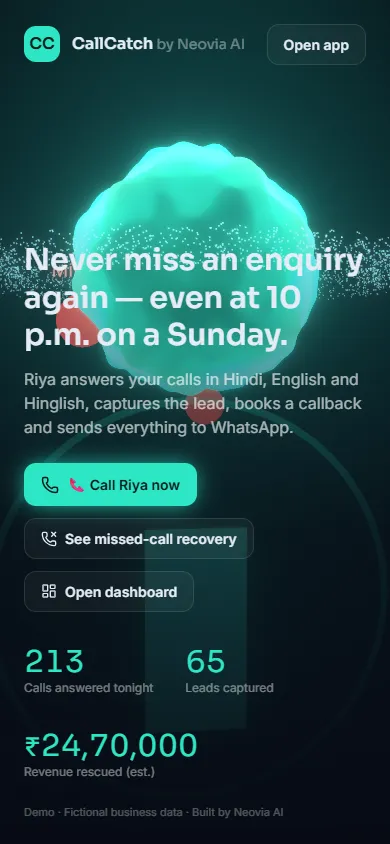 CC CallCatch by Neovia AI Open app
Never miss an enquiry
again — even at 10
p.m. on a Sunday.
Riya answers your calls in Hindi, English and
Hinglish, captures the lead, books a callback
and sends everything to WhatsApp.
Call Riya now
See missed-call recovery
Open dashboard
213 65
Calls answered tonight Leads captured
₹24,70,000
Revenue rescued (est.)
Demo · Fictional business data · Built by Neovia AI